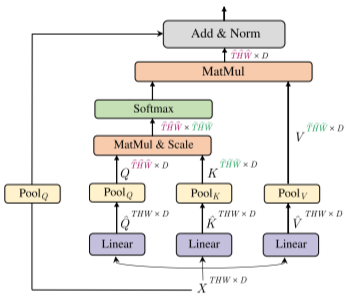 Add & Norm
T̂ĤŴ × D
MatMul
Softmax
T̂ĤŴ × T̃H̃W̃
V T̃H̃W̃ × D
MatMul & Scale
Q T̂ĤŴ × D
K T̃H̃W̃ × D
Pool_Q
Pool_Q
Pool_K
Pool_V
Q̂ THW × D
K̂ THW × D
V̂ THW × D
Linear
Linear
Linear
X THW × D